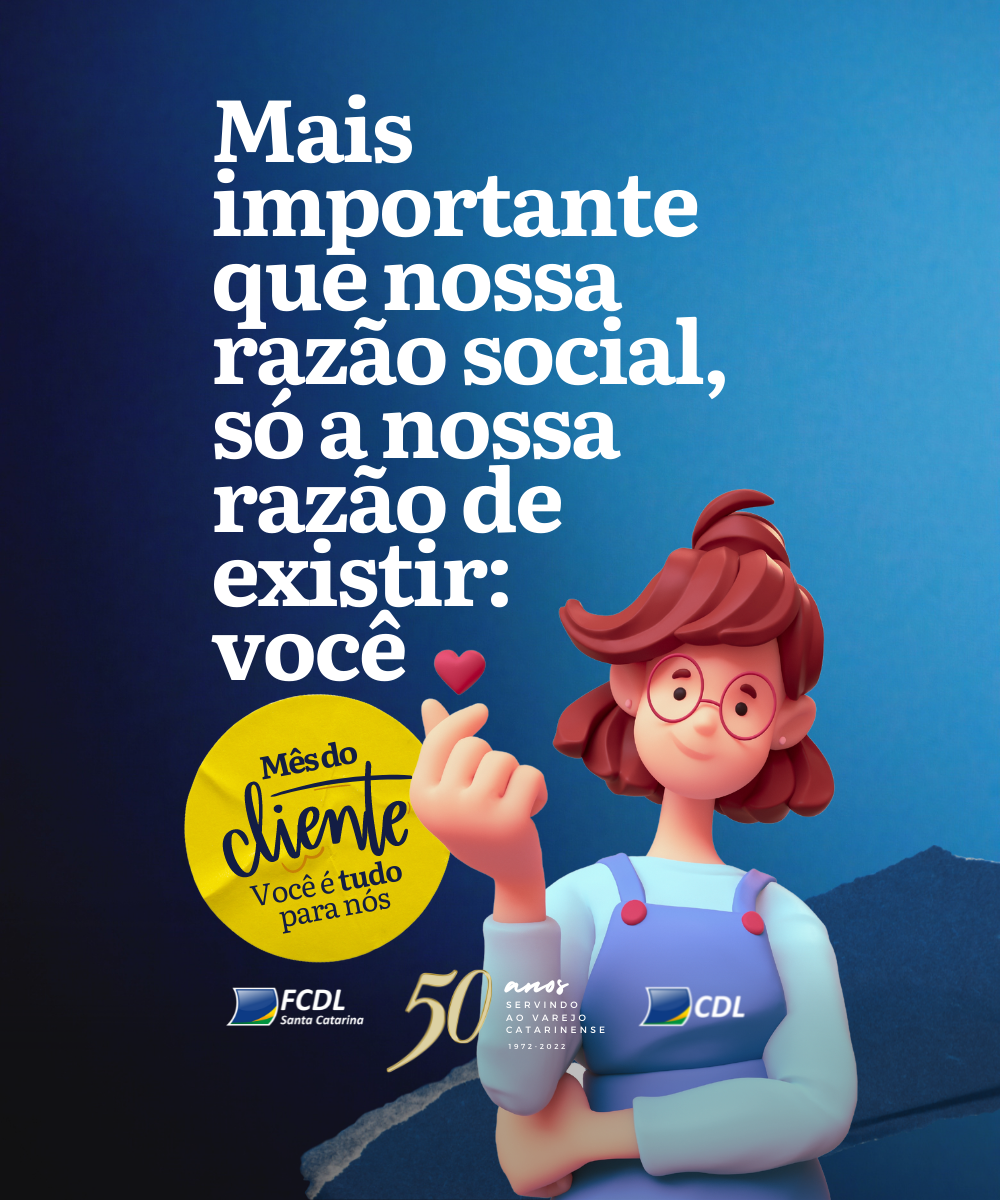 Mais
importante
que nossa
razão social,
só a nossa
razão de
existir:
você
Mês do
cliente
Você é tudo
para nós
FCDL
Santa Catarina
50 anos
SERVINDO
AO VAREJO
CATARINENSE
1972-2022
CDL